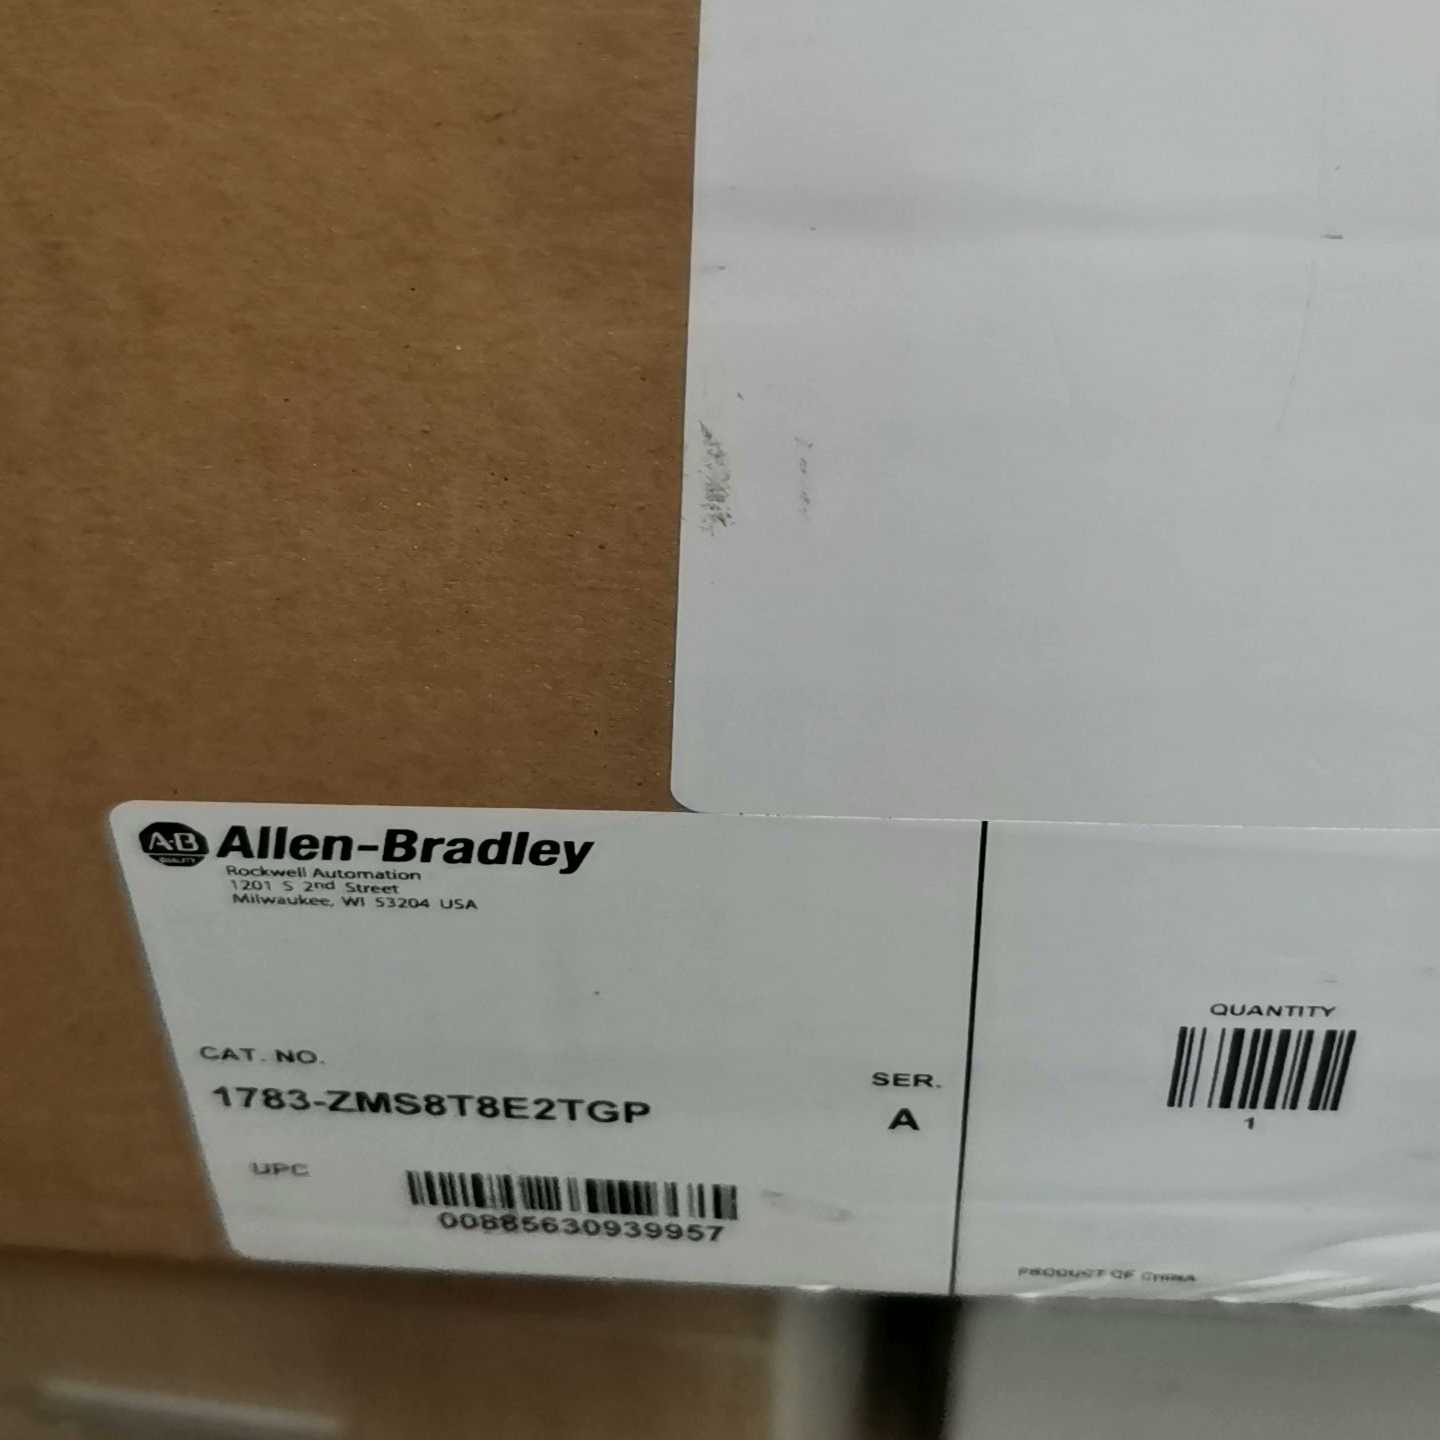 A-B
QUALITY
Allen-Bradley
Rockwell Automation
1201 S 2nd Street
Milwaukee, WI 53204 USA
CAT. NO.
1783-ZMS8T8E2TGP
SER.
A
UPC
00885630939957
QUANTITY
1
PRODUCT OF CHINA